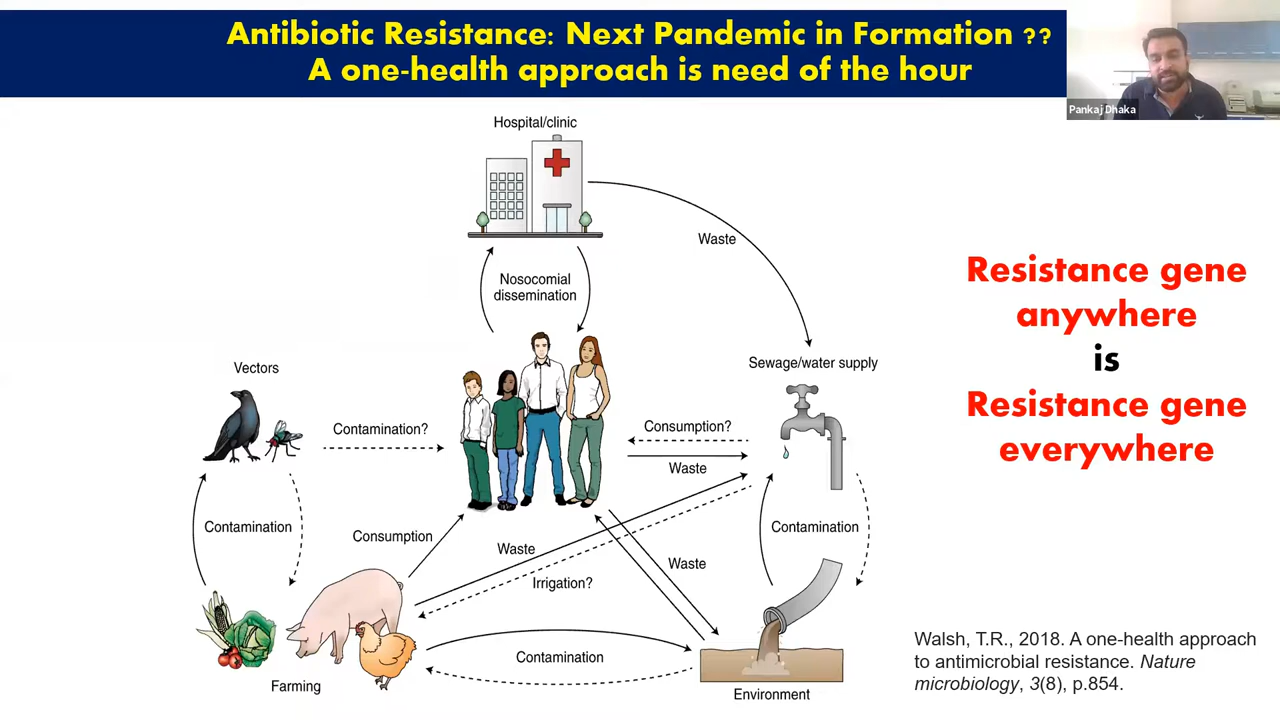 Antibiotic Resistance: Next Pandemic in Formation ??
A one-health approach is need of the hour
Pankaj Dhaka
Hospital/clinic
Waste
Nosocomial
dissemination
Resistance gene
anywhere
is
Resistance gene
everywhere
Vectors
Sewage/water supply
Contamination?
Consumption?
Waste
Contamination
Consumption
Waste
Irrigation?
Waste
Contamination
Contamination
Farming
Environment
Walsh, T.R., 2018. A one-health approach
to antimicrobial resistance. Nature
microbiology, 3(8), p.854.